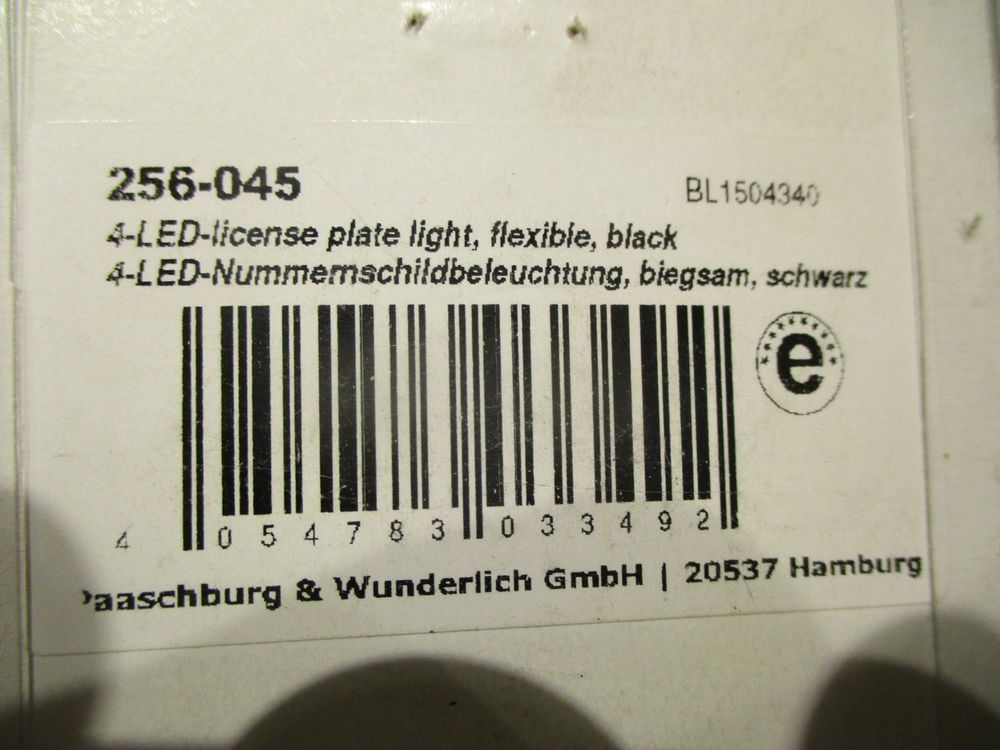 256-045
BL1504340
4-LED-license plate light, flexible, black
4-LED-Nummernschildbeleuchtung, biegsam, schwarz
e
4 054783 033492
Paaschburg & Wunderlich GmbH | 20537 Hamburg